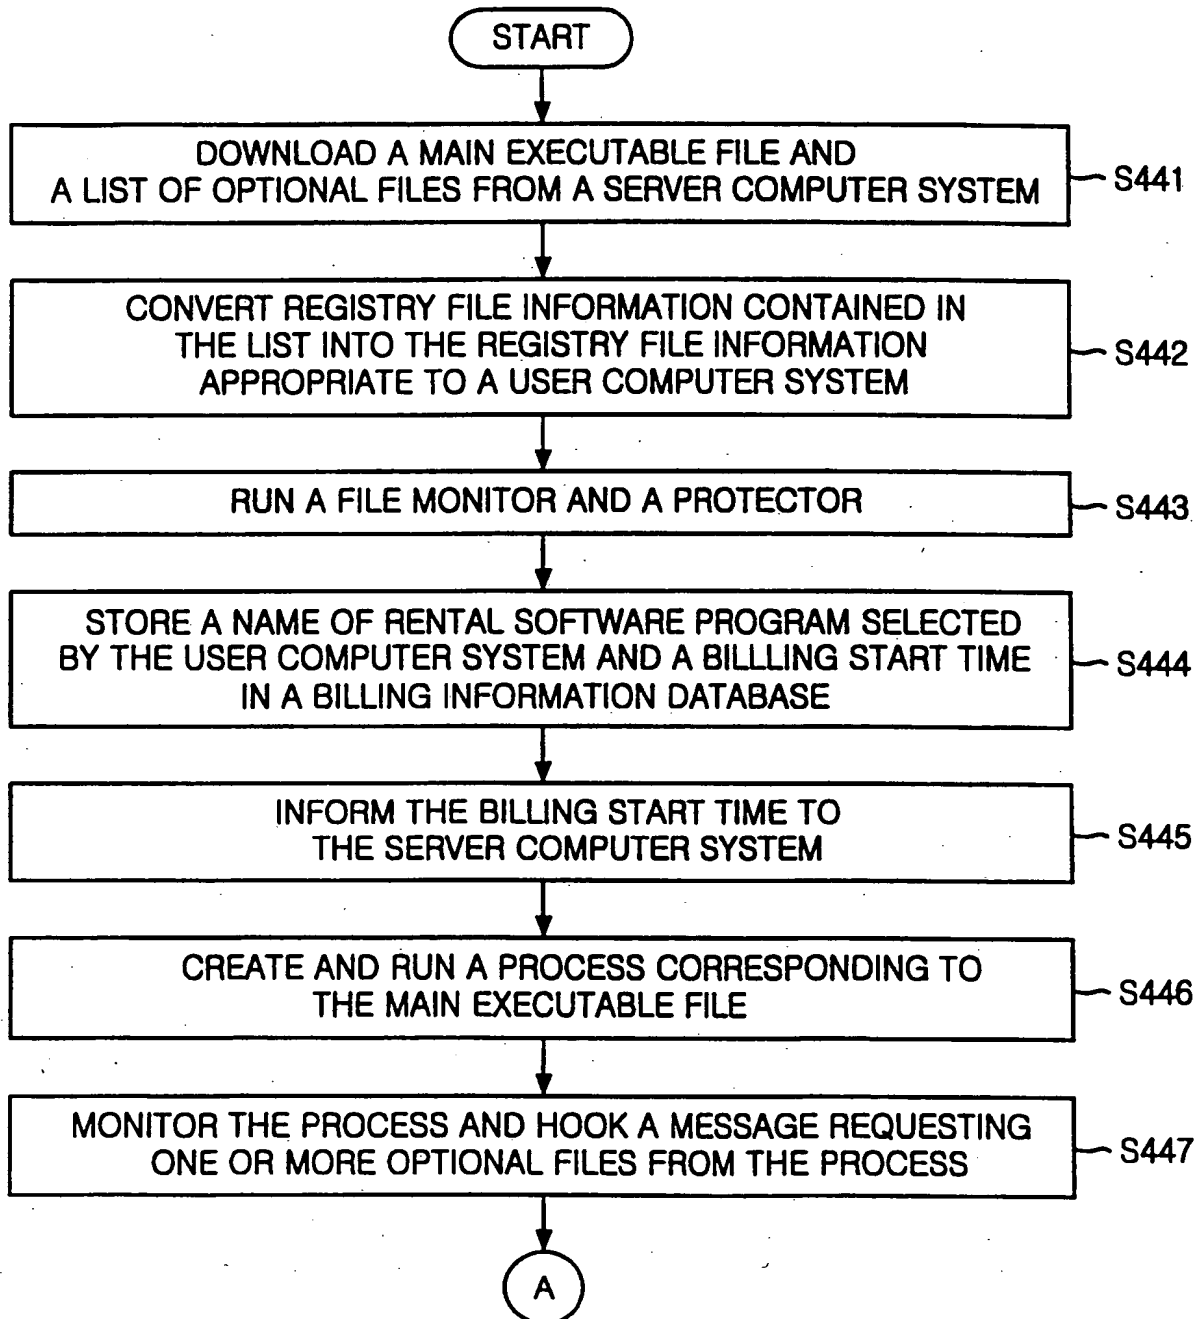 START
DOWNLOAD A MAIN EXECUTABLE FILE AND
A LIST OF OPTIONAL FILES FROM A SERVER COMPUTER SYSTEM
S441
CONVERT REGISTRY FILE INFORMATION CONTAINED IN
THE LIST INTO THE REGISTRY FILE INFORMATION
APPROPRIATE TO A USER COMPUTER SYSTEM
S442
RUN A FILE MONITOR AND A PROTECTOR
S443
STORE A NAME OF RENTAL SOFTWARE PROGRAM SELECTED
BY THE USER COMPUTER SYSTEM AND A BILLLING START TIME
IN A BILLING INFORMATION DATABASE
S444
INFORM THE BILLING START TIME TO
THE SERVER COMPUTER SYSTEM
S445
CREATE AND RUN A PROCESS CORRESPONDING TO
THE MAIN EXECUTABLE FILE
S446
MONITOR THE PROCESS AND HOOK A MESSAGE REQUESTING
ONE OR MORE OPTIONAL FILES FROM THE PROCESS
S447
A